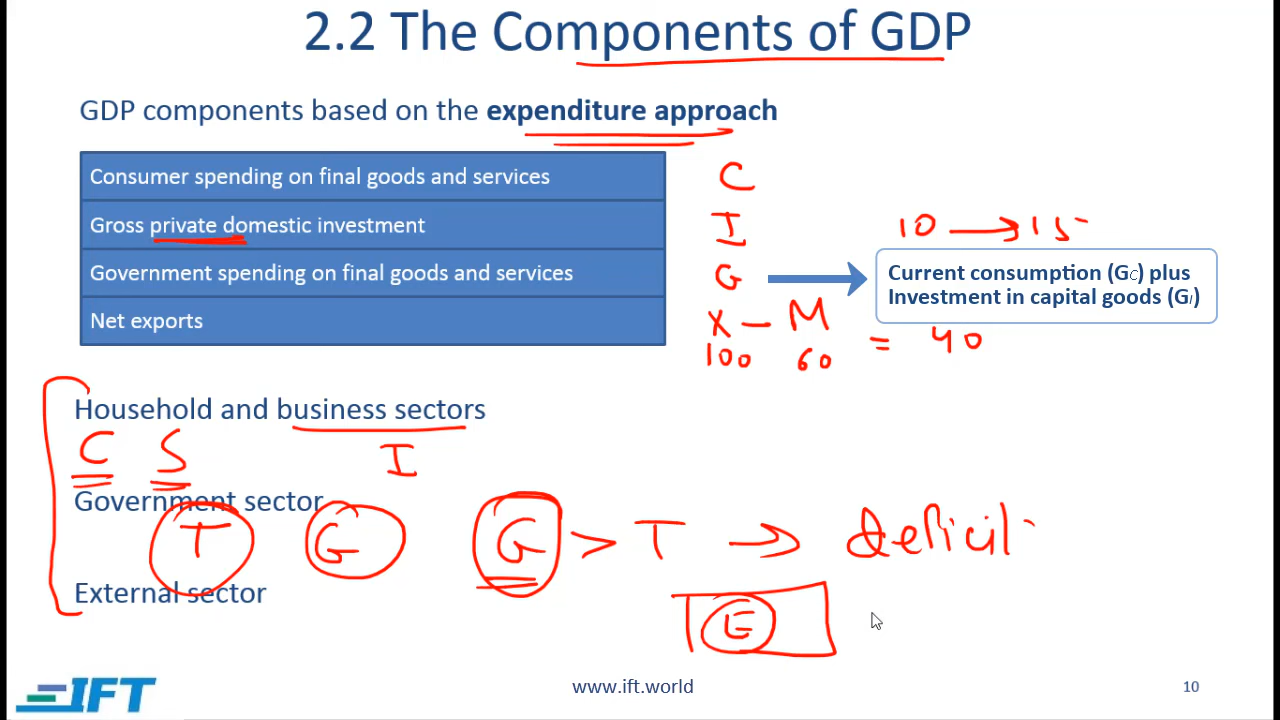 2.2 The Components of GDP
GDP components based on the expenditure approach
Consumer spending on final goods and services
Gross private domestic investment
Government spending on final goods and services
Net exports
C
I
G
X - M
100 60 = 40
10 → 15
Current consumption (Gc) plus
Investment in capital goods (GI)
Household and business sectors
C S I
Government sector
T G G > T → deficit
External sector
E
IFT
www.ift.world
10